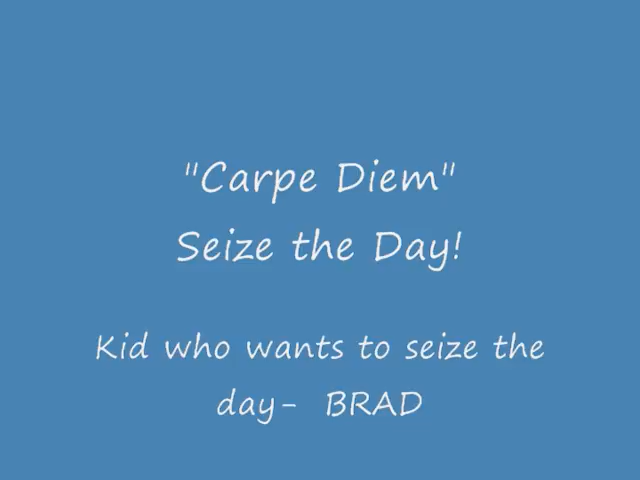 "Carpe Diem"
Seize the Day!
Kid who wants to seize the
day- BRAD